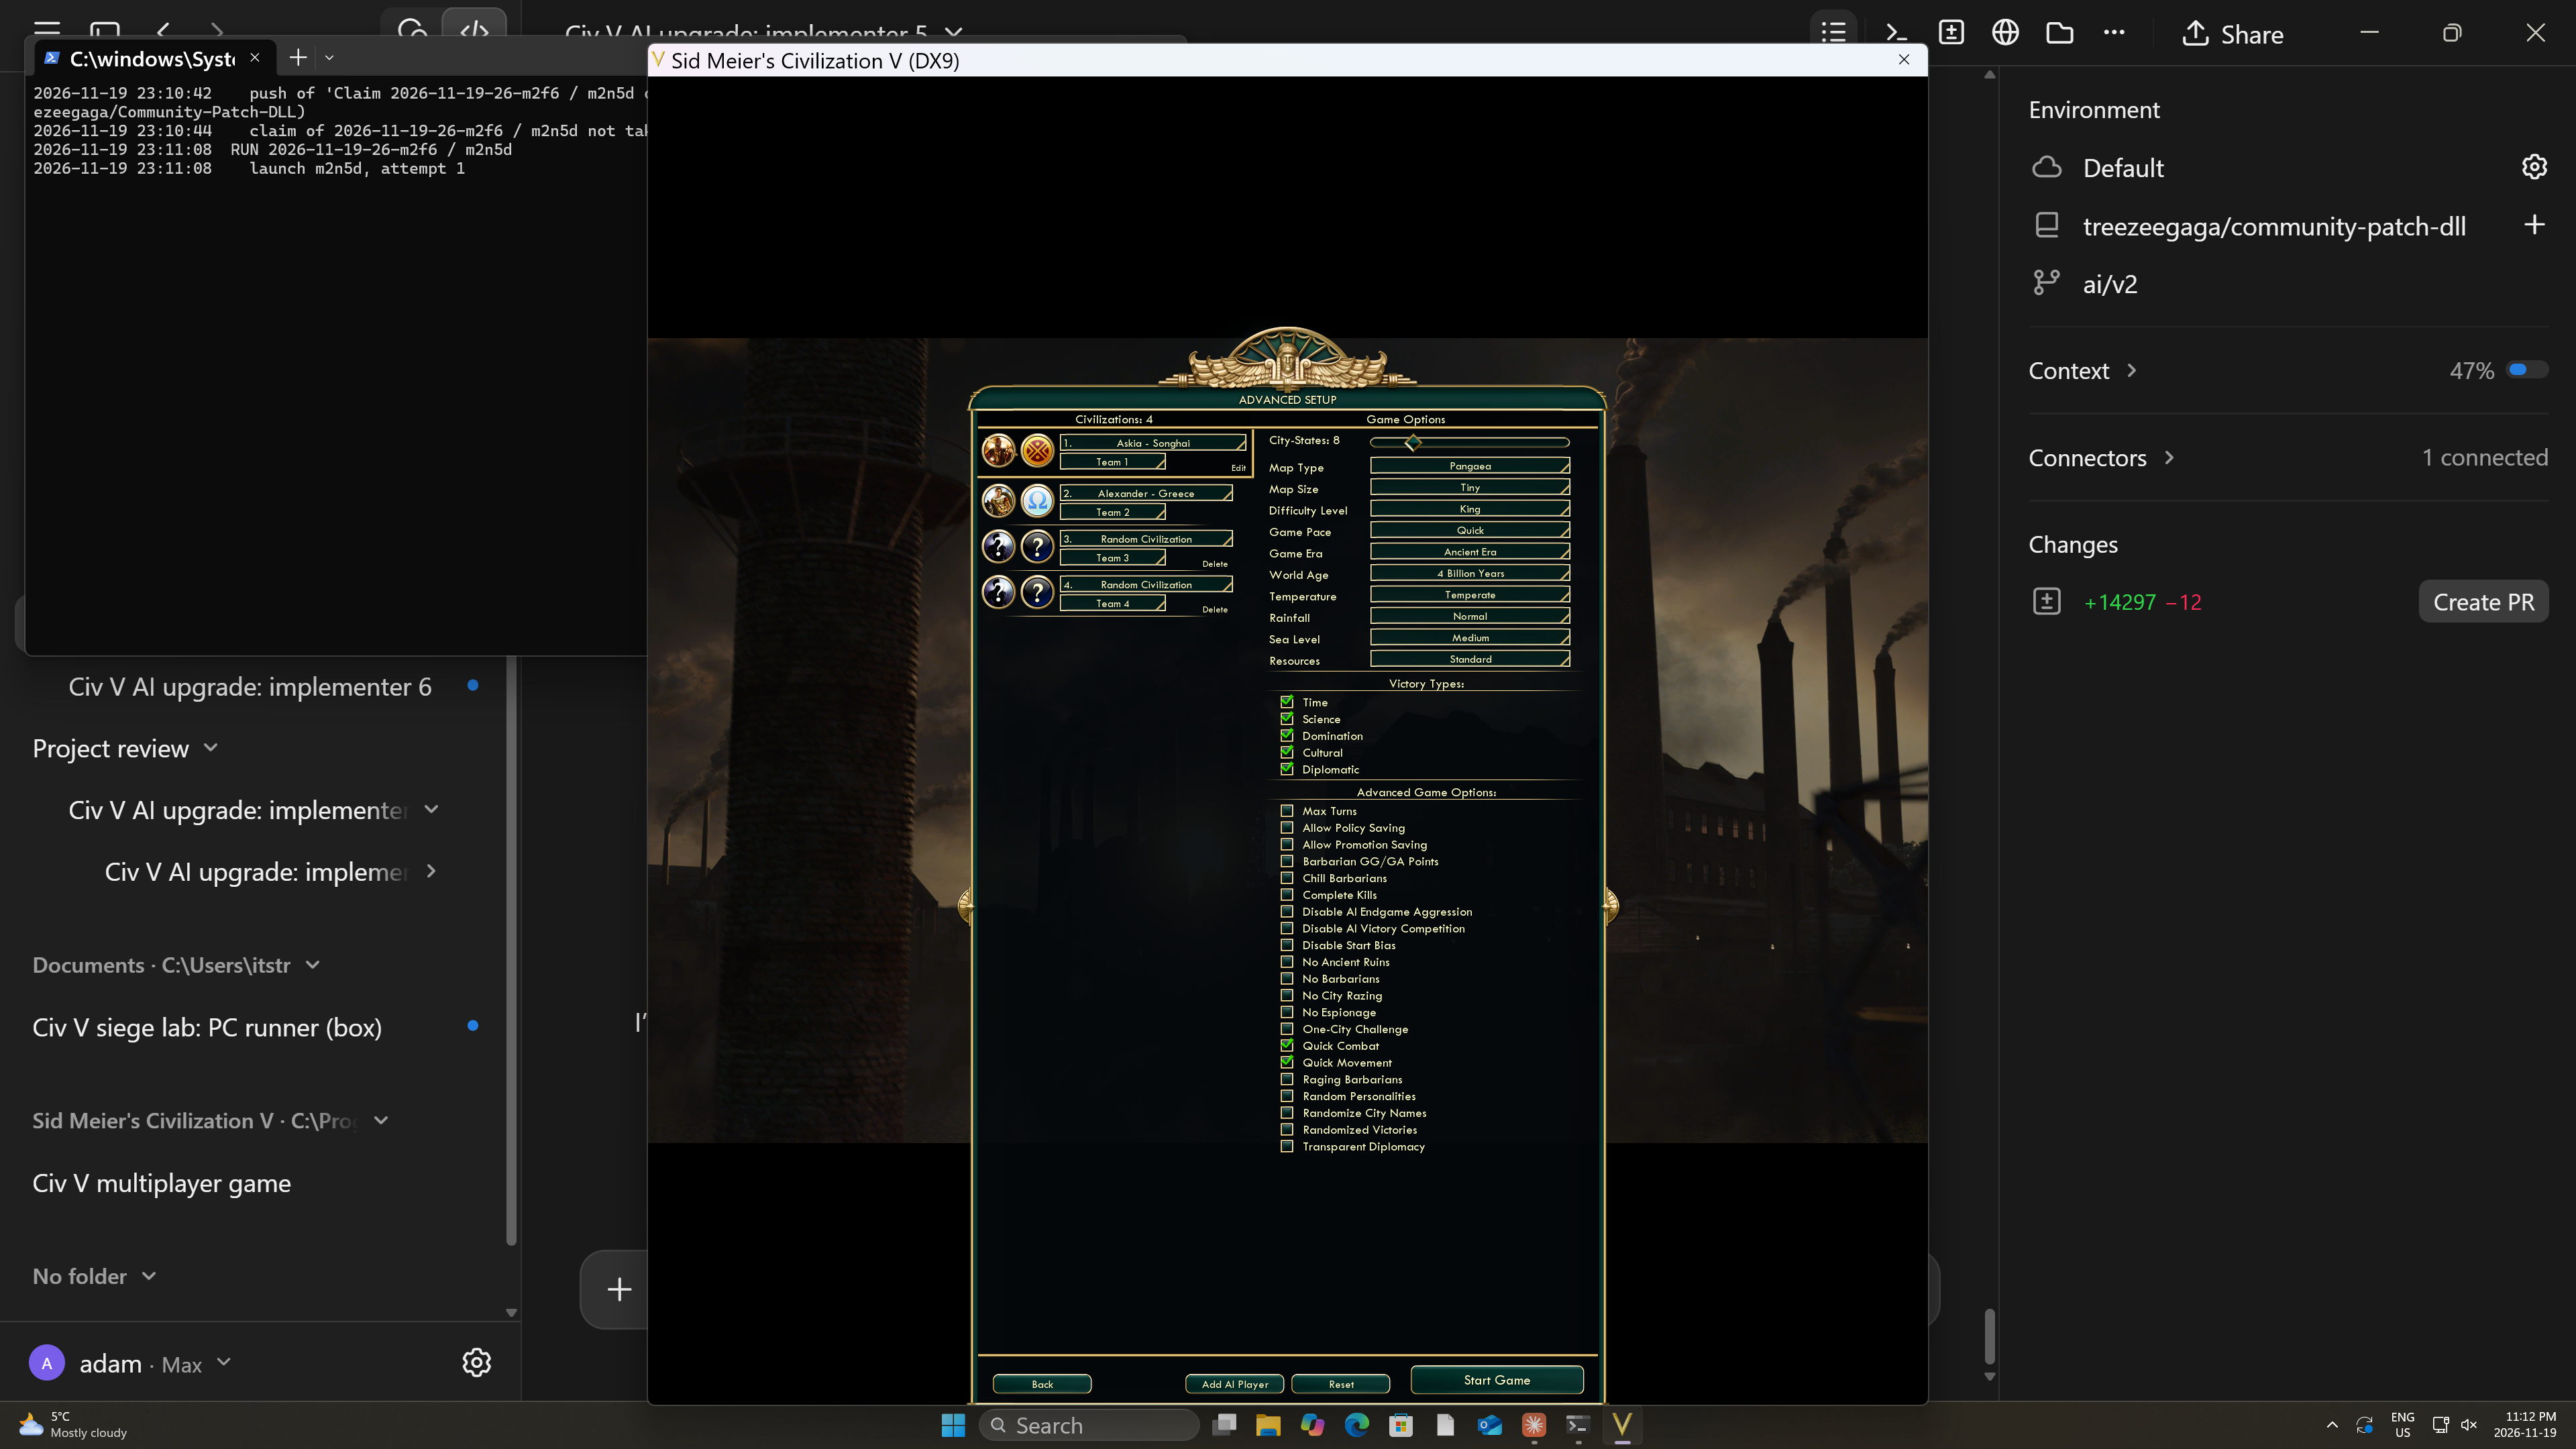 Civ V AI upgrade: implementer 5
Share
C:\windows\Syst
2026-11-19 23:10:42    push of 'Claim 2026-11-19-26-m2f6 / m2n5d
ezeegaga/Community-Patch-DLL)
2026-11-19 23:10:44    claim of 2026-11-19-26-m2f6 / m2n5d not
2026-11-19 23:11:08  RUN 2026-11-19-26-m2f6 / m2n5d
2026-11-19 23:11:08    launch m2n5d, attempt 1
Civ V AI upgrade: implementer 6
Project review
Civ V AI upgrade: implementer
Civ V AI upgrade: impleme
Documents · C:\Users\itstr
Civ V siege lab: PC runner (box)
Sid Meier's Civilization V · C:\Pro
Civ V multiplayer game
No folder
A adam · Max
Sid Meier's Civilization V (DX9)
ADVANCED SETUP
Civilizations: 4
1. Askia - Songhai
Team 1
Edit
2. Alexander - Greece
Team 2
3. Random Civilization
Team 3
Delete
4. Random Civilization
Team 4
Delete
Game Options
City-States: 8
Map Type Pangaea
Map Size Tiny
Difficulty Level King
Game Pace Quick
Game Era Ancient Era
World Age 4 Billion Years
Temperature Temperate
Rainfall Normal
Sea Level Medium
Resources Standard
Victory Types:
Time
Science
Domination
Cultural
Diplomatic
Advanced Game Options:
Max Turns
Allow Policy Saving
Allow Promotion Saving
Barbarian GG/GA Points
Chill Barbarians
Complete Kills
Disable AI Endgame Aggression
Disable AI Victory Competition
Disable Start Bias
No Ancient Ruins
No Barbarians
No City Razing
No Espionage
One-City Challenge
Quick Combat
Quick Movement
Raging Barbarians
Random Personalities
Randomize City Names
Randomized Victories
Transparent Diplomacy
Back
Add AI Player
Reset
Start Game
Environment
Default
treezeegaga/community-patch-dll
ai/v2
Context 47%
Connectors 1 connected
Changes
+14297 −12
Create PR
5°C
Mostly cloudy
Search
ENG
US
11:12 PM
2026-11-19